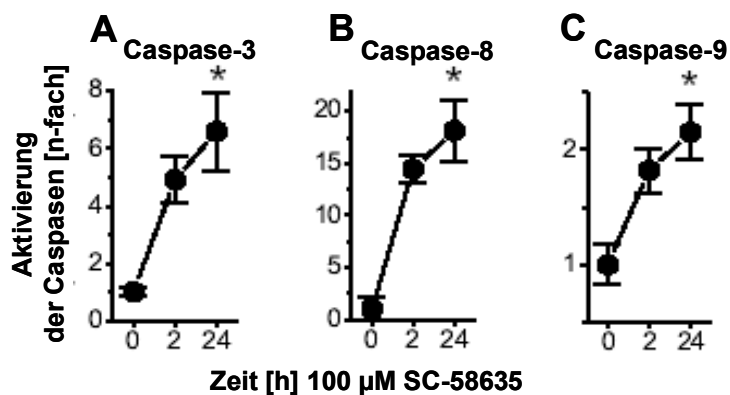 A Caspase-3
B Caspase-8
C Caspase-9
Aktivierung
der Caspasen [n-fach]
*
8
6
4
2
0
0 2 24
*
20
15
10
5
0
0 2 24
*
2
1
0 2 24
Zeit [h] 100 µM SC-58635